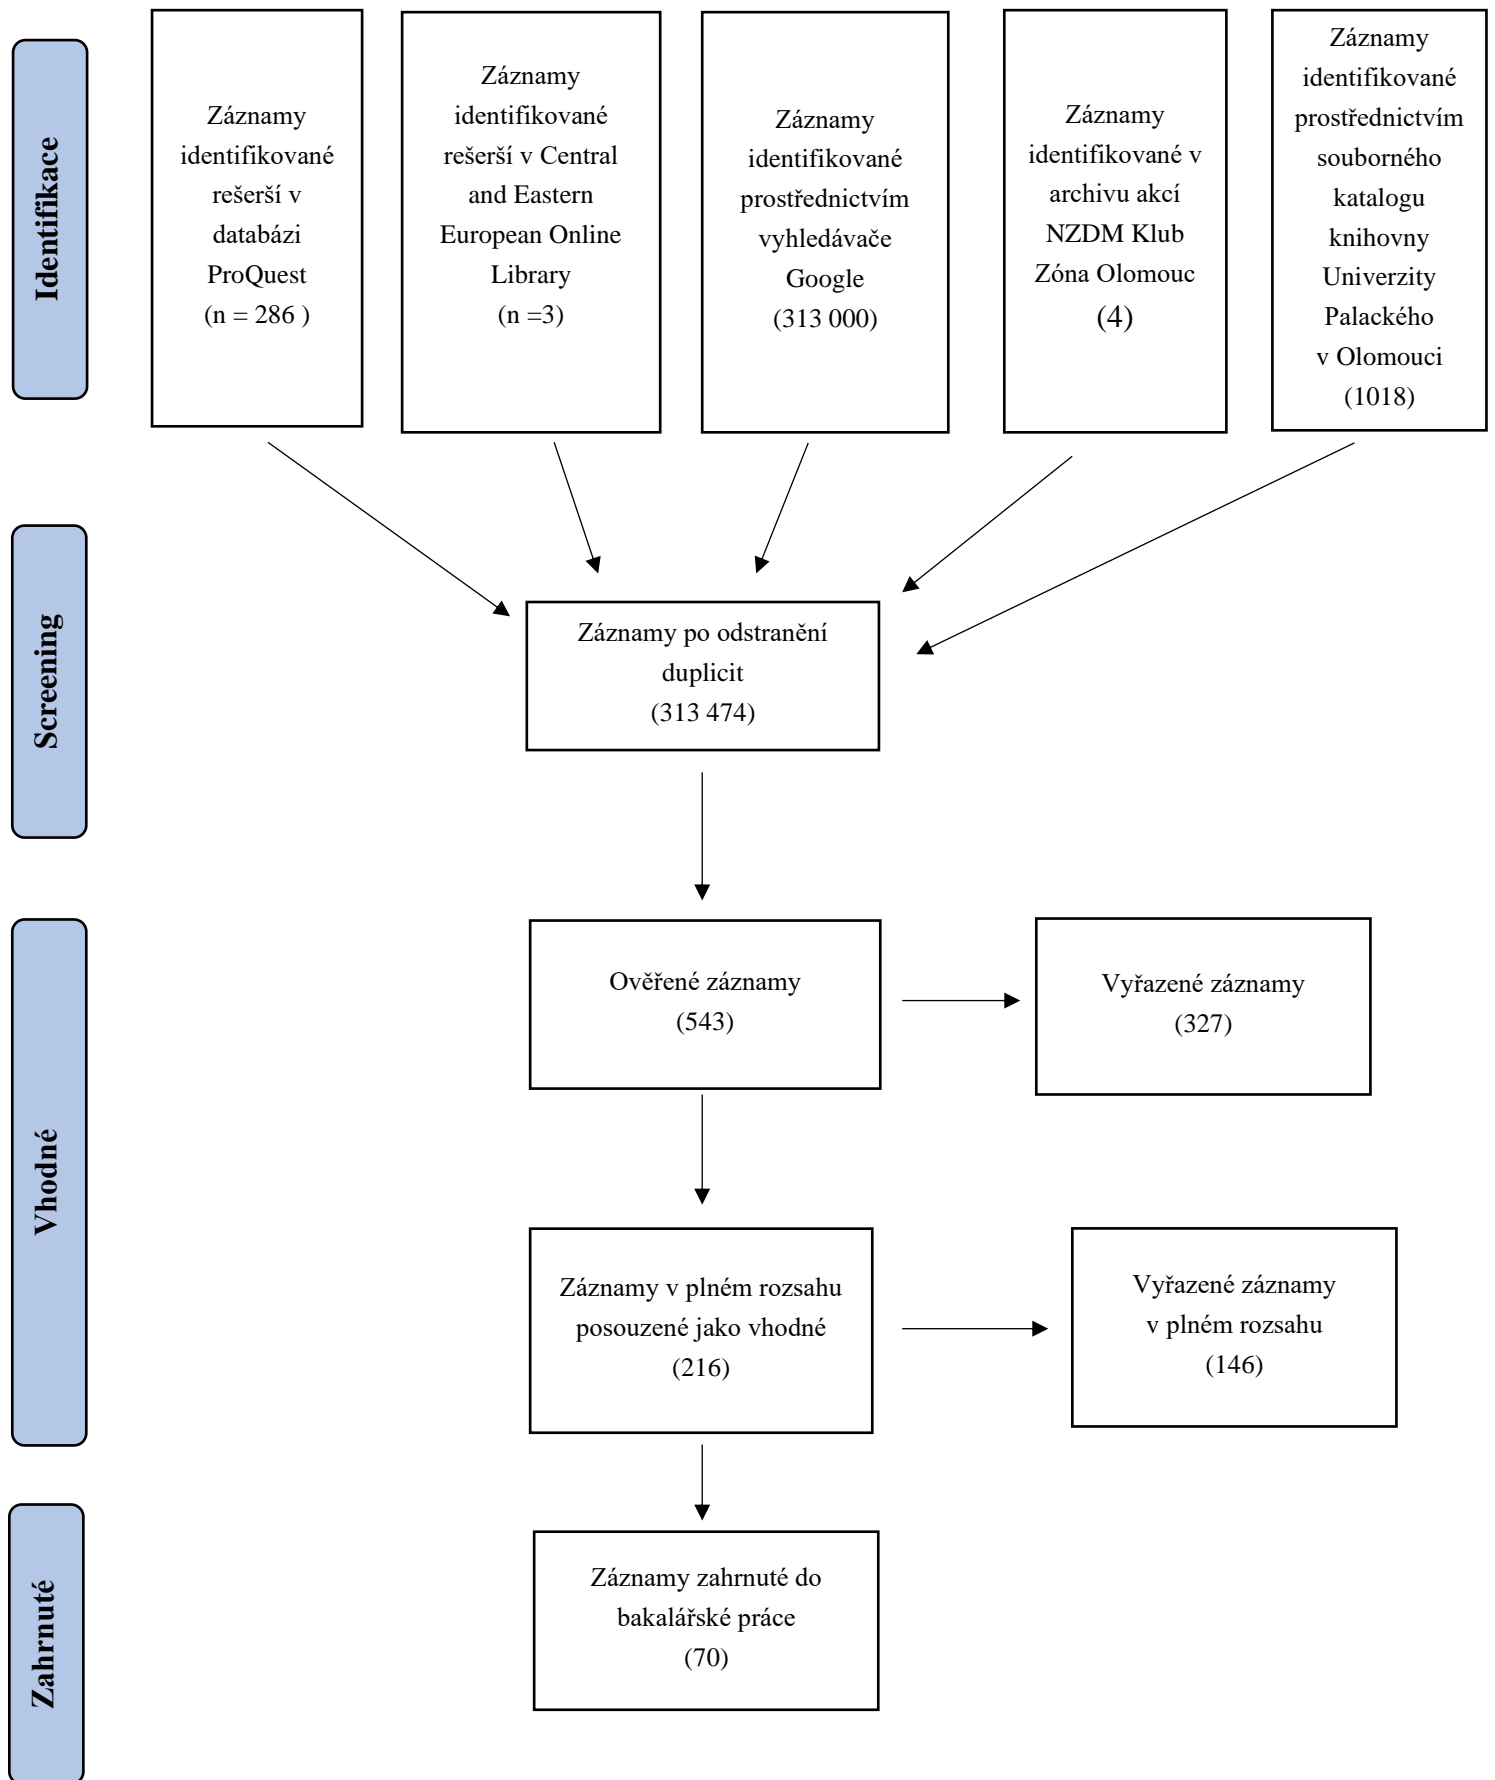 Identifikace
Záznamy
identifikované
rešerší v
databázi
ProQuest
(n = 286 )
Záznamy
identifikované
rešerší v Central
and Eastern
European Online
Library
(n =3)
Záznamy
identifikované
prostřednictvím
vyhledávače
Google
(313 000)
Záznamy
identifikované v
archivu akcí
NZDM Klub
Zóna Olomouc
(4)
Záznamy
identifikované
prostřednictvím
souborného
katalogu
knihovny
Univerzity
Palackého
v Olomouci
(1018)
Screening
Záznamy po odstranění
duplicit
(313 474)
Vhodné
Ověřené záznamy
(543)
Vyřazené záznamy
(327)
Záznamy v plném rozsahu
posouzené jako vhodné
(216)
Vyřazené záznamy
v plném rozsahu
(146)
Zahrnuté
Záznamy zahrnuté do
bakalářské práce
(70)